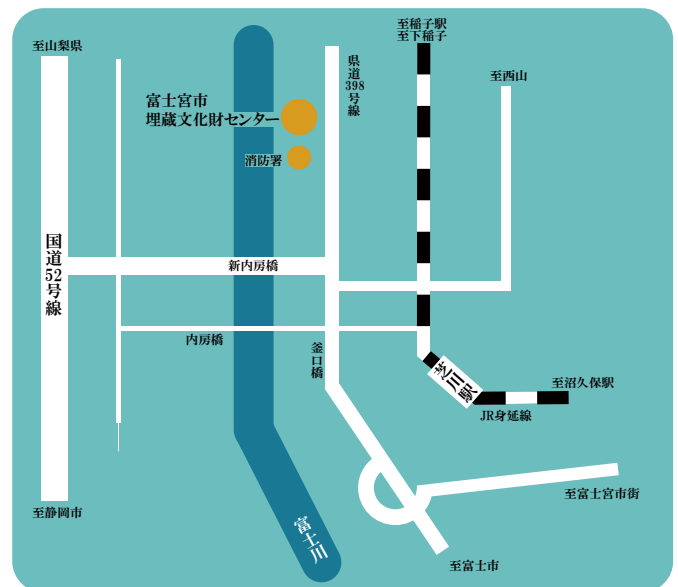 至稲子駅
至下稲子
至山梨県
県道398号線
至西山
富士宮市
埋蔵文化財センター
消防署
国道52号線
新内房橋
内房橋
釜口橋
芝川駅
至沼久保駅
JR身延線
至富士宮市街
至静岡市
富士川
至富士市